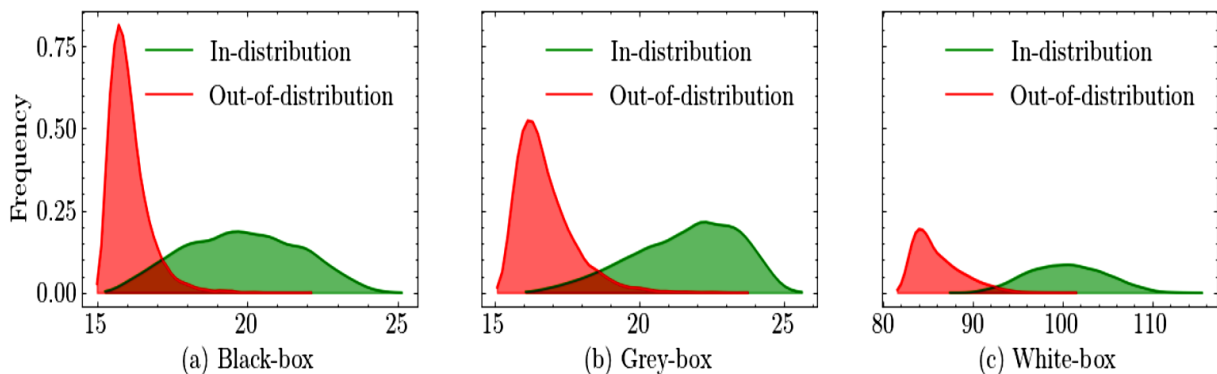 Frequency
0.75
0.50
0.25
0.00
In-distribution
Out-of-distribution
15 20 25
(a) Black-box
In-distribution
Out-of-distribution
15 20 25
(b) Grey-box
In-distribution
Out-of-distribution
80 90 100 110
(c) White-box